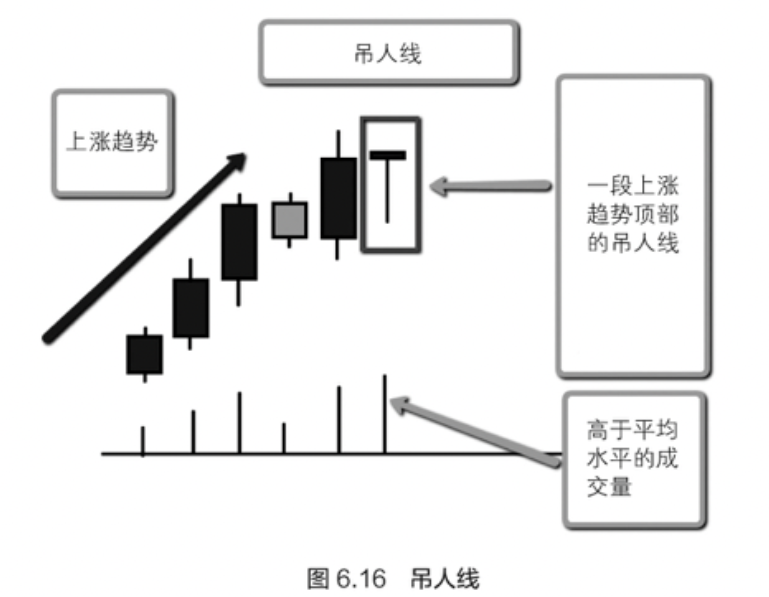 吊人线
上涨趋势
一段上涨
趋势顶部
的吊人线
高于平均
水平的成
交量
图 6.16 吊人线